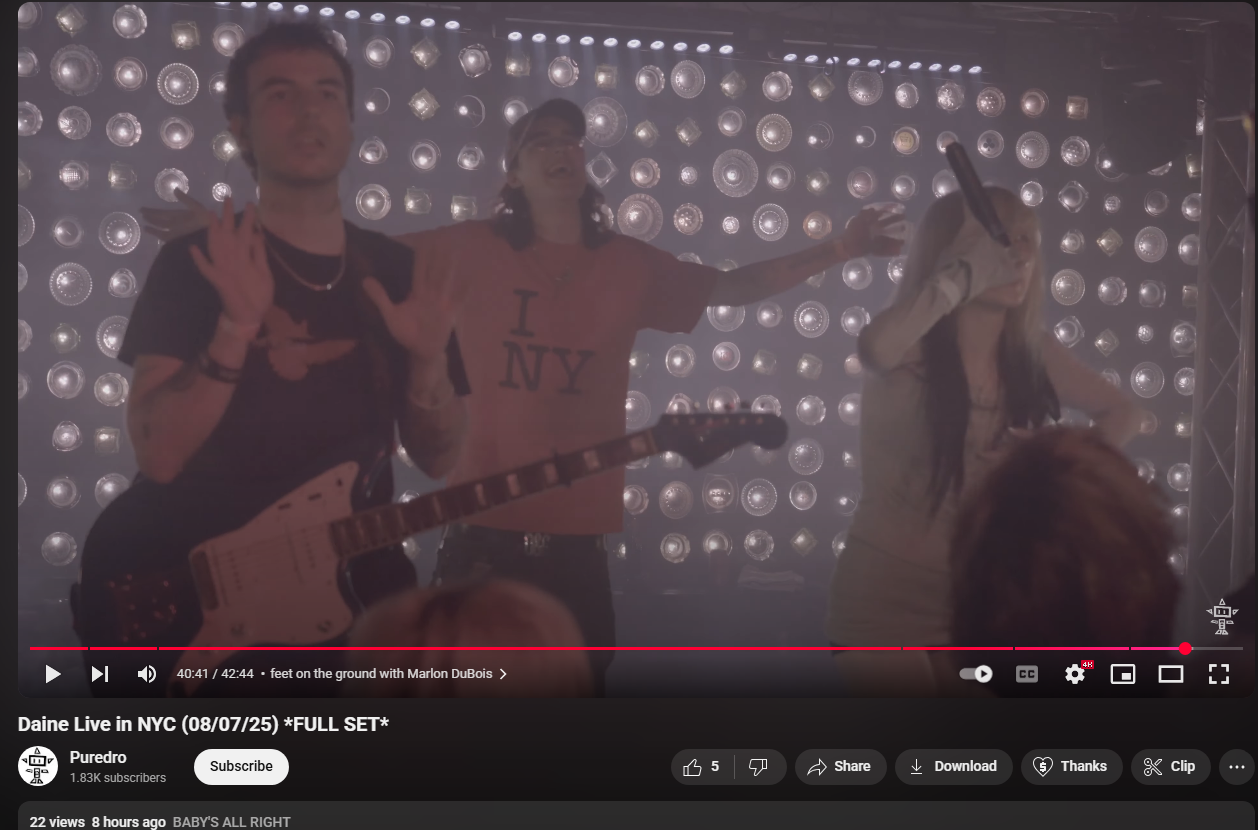 I
NY
40:41 / 42:44 • feet on the ground with Marlon DuBois
CC
4K
Daine Live in NYC (08/07/25) *FULL SET*
Puredro
1.83K subscribers
Subscribe
5
Share
Download
Thanks
Clip
22 views 8 hours ago BABY'S ALL RIGHT